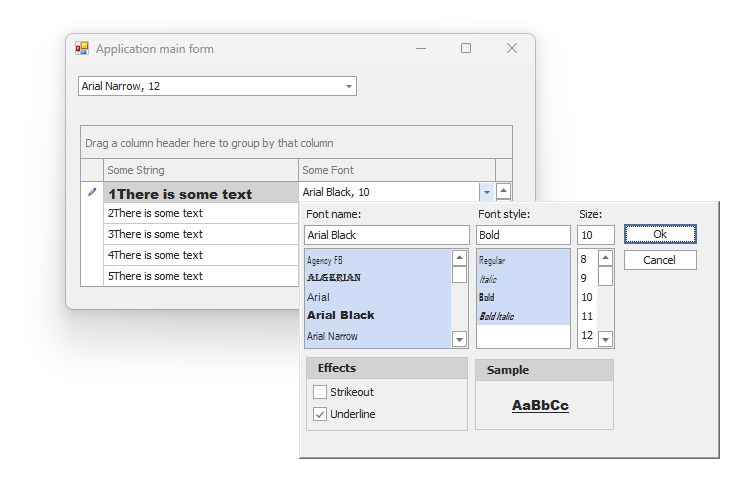 Application main form
Arial Narrow, 12
Drag a column header here to group by that column
Some String Some Font
1There is some text Arial Black, 10
2There is some text
3There is some text
4There is some text
5There is some text
Font name: Font style: Size:
Arial Black Bold 10 Ok
Cancel
Agency FB Regular 8
ALGERIAN Italic 9
Arial Bold 10
Arial Black Bold Italic 11
Arial Narrow 12
Effects Sample
Strikeout
Underline
AaBbCc